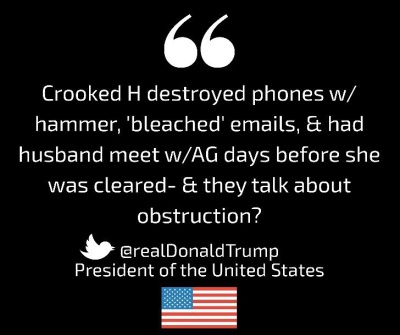 Crooked H destroyed phones w/
hammer, 'bleached' emails, & had
husband meet w/AG days before she
was cleared- & they talk about
obstruction?
@realDonaldTrump
President of the United States